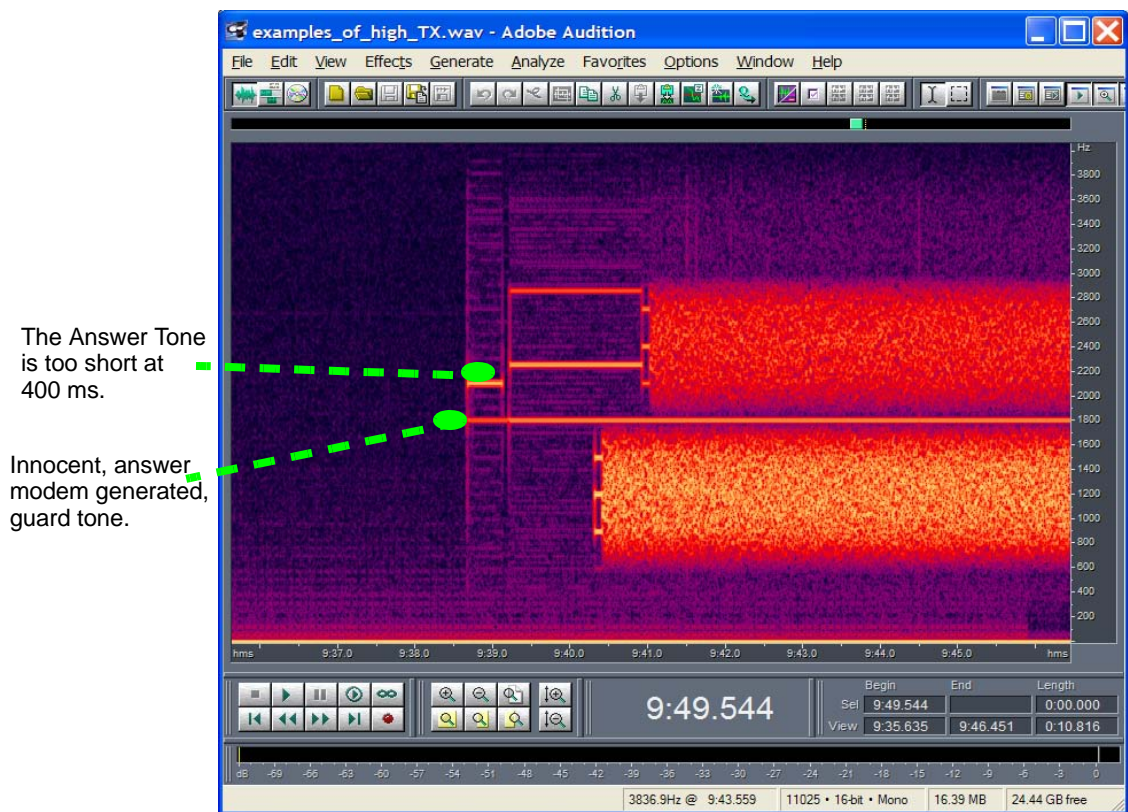 examples_of_high_TX.wav - Adobe Audition
File Edit View Effects Generate Analyze Favorites Options Window Help
Hz
3800
3600
3400
3200
3000
2800
2600
2400
2200
2000
1800
1600
1400
1200
1000
800
600
400
200
The Answer Tone
is too short at
400 ms.
Innocent, answer
modem generated,
guard tone.
hms 9:37.0 9:38.0 9:39.0 9:40.0 9:41.0 9:42.0 9:43.0 9:44.0 9:45.0 hms
9:49.544
Begin End Length
Sel 9:49.544 0:00.000
View 9:35.635 9:46.451 0:10.816
dB -69 -66 -63 -60 -57 -54 -51 -48 -45 -42 -39 -36 -33 -30 -27 -24 -21 -18 -15 -12 -9 -6 -3 0
3836.9Hz @ 9:43.559 11025 • 16-bit • Mono 16.39 MB 24.44 GB free